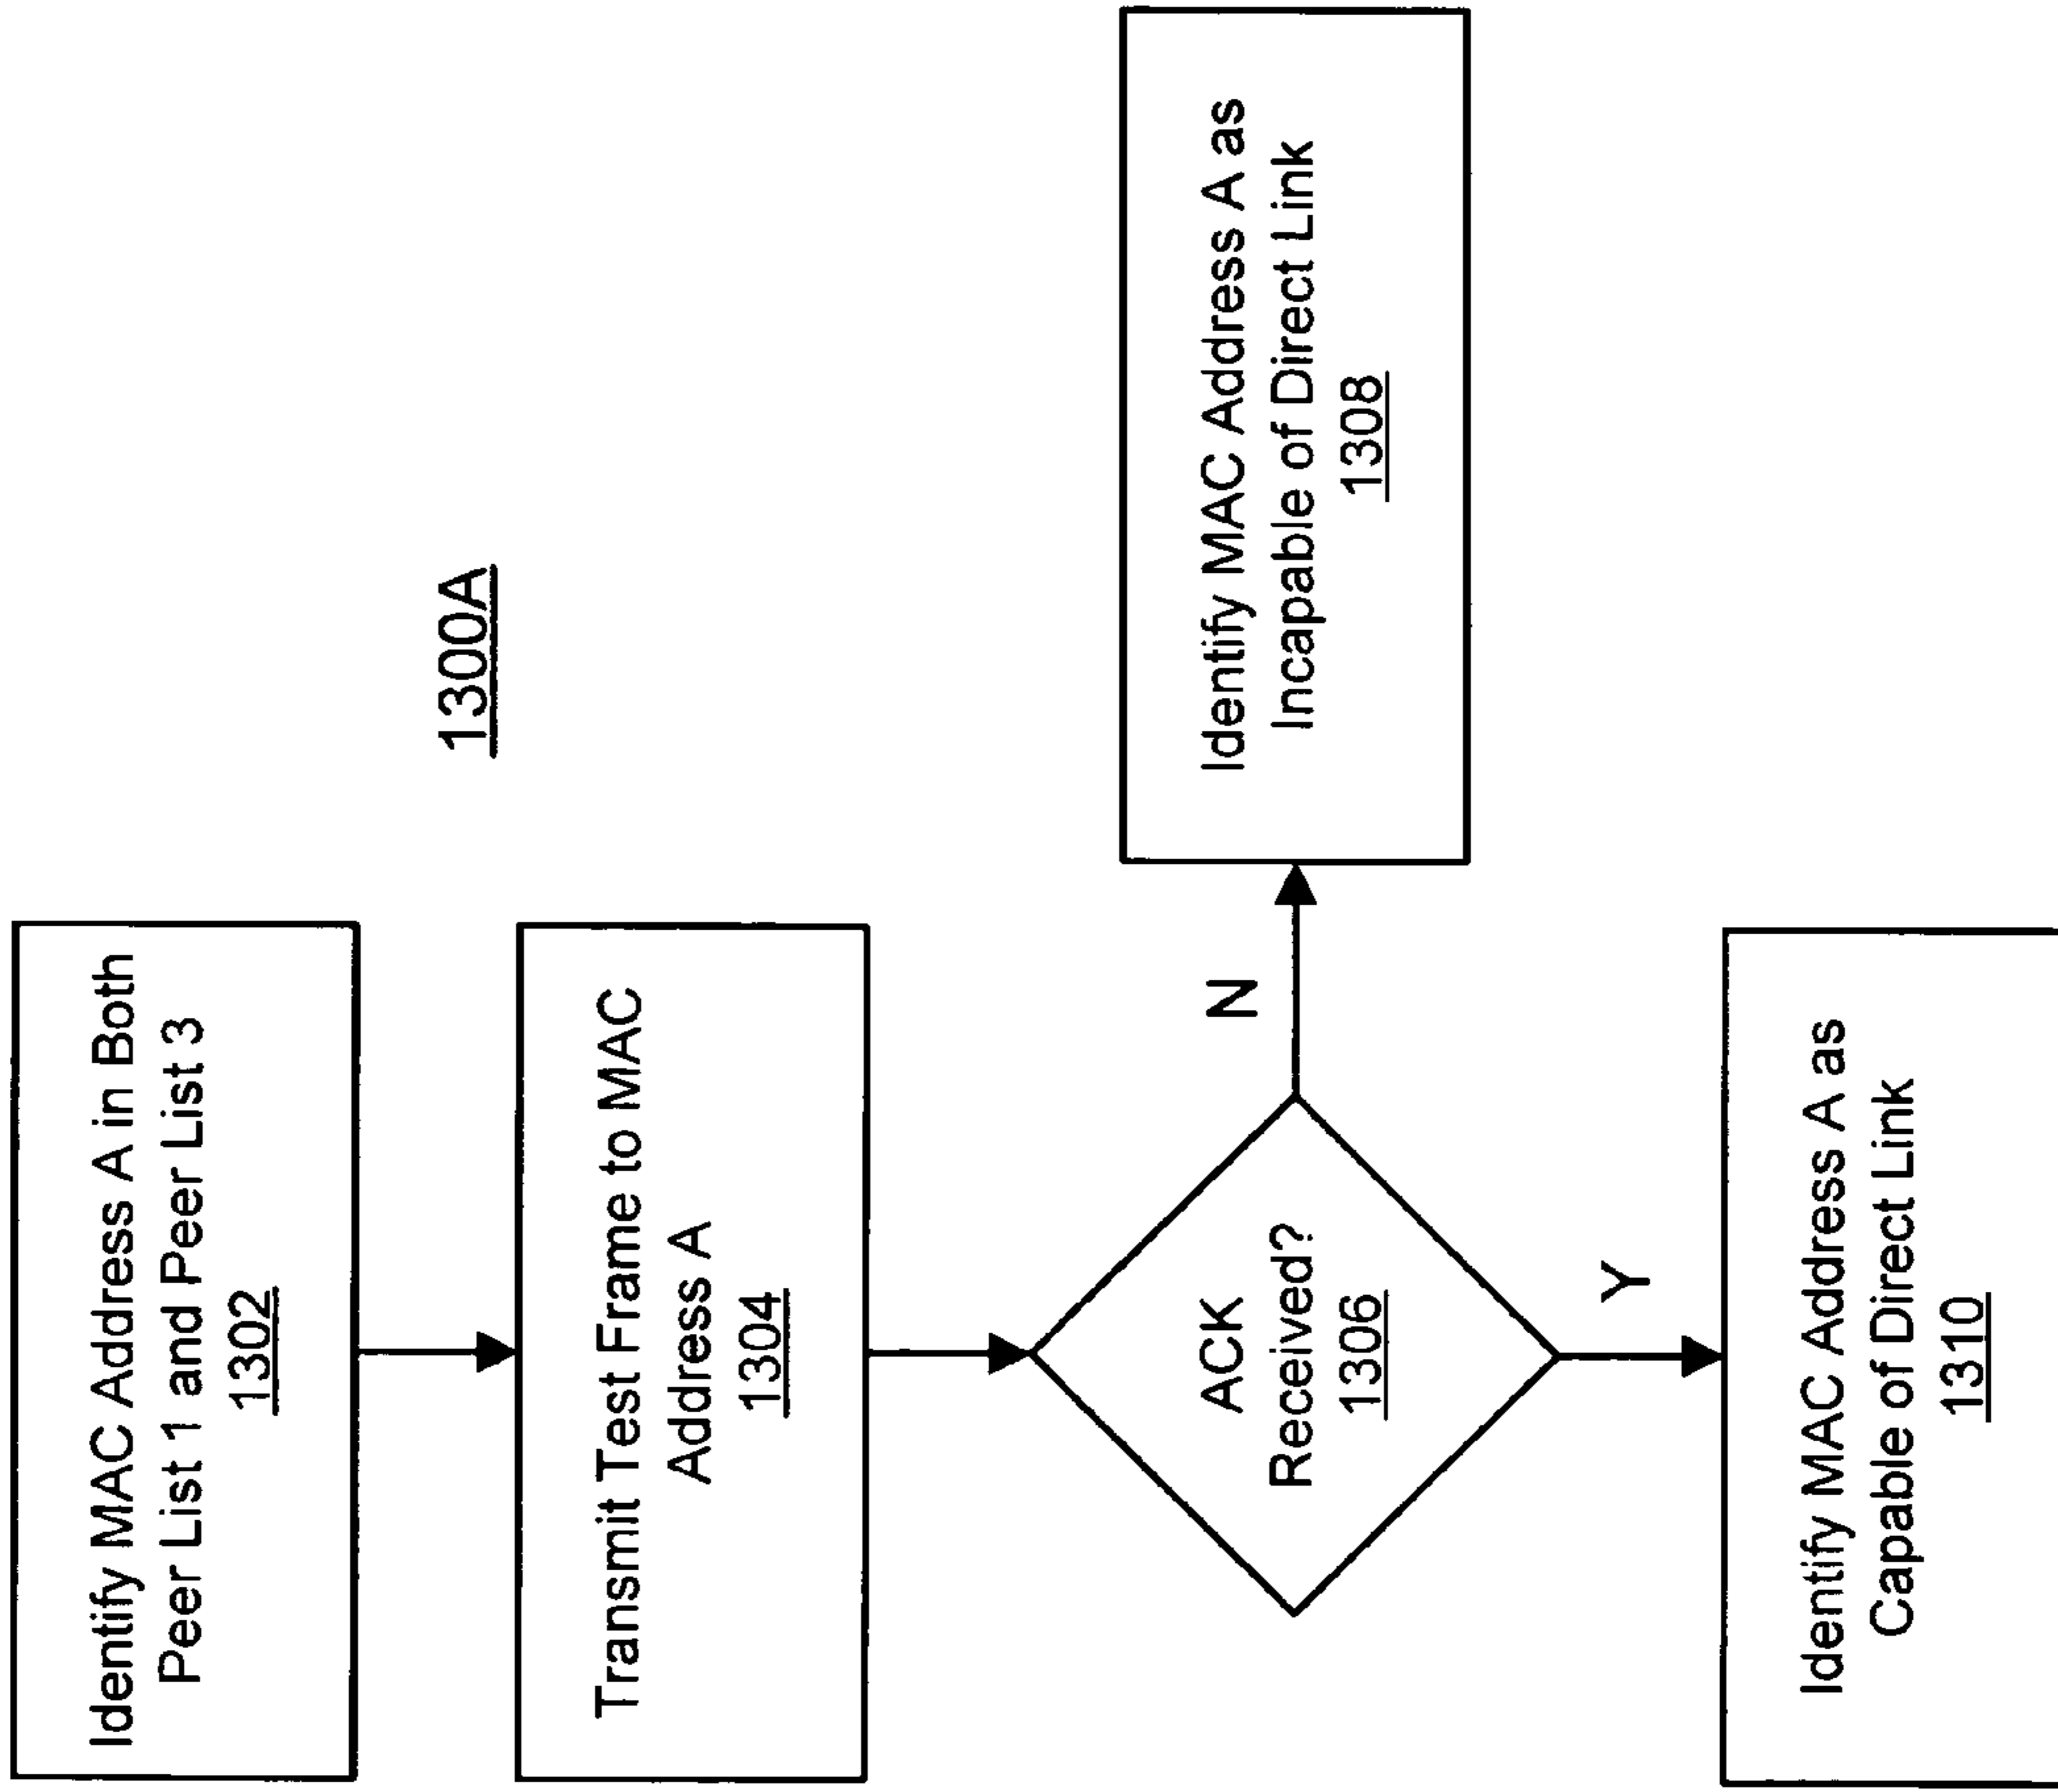 1300A
Identify MAC Address A in Both
Peer List 1 and Peer List 3
1302
Transmit Test Frame to MAC
Address A
1304
ACK
Received?
1306
N
Identify MAC Address A as
Incapable of Direct Link
1308
Y
Identify MAC Address A as
Capable of Direct Link
1310